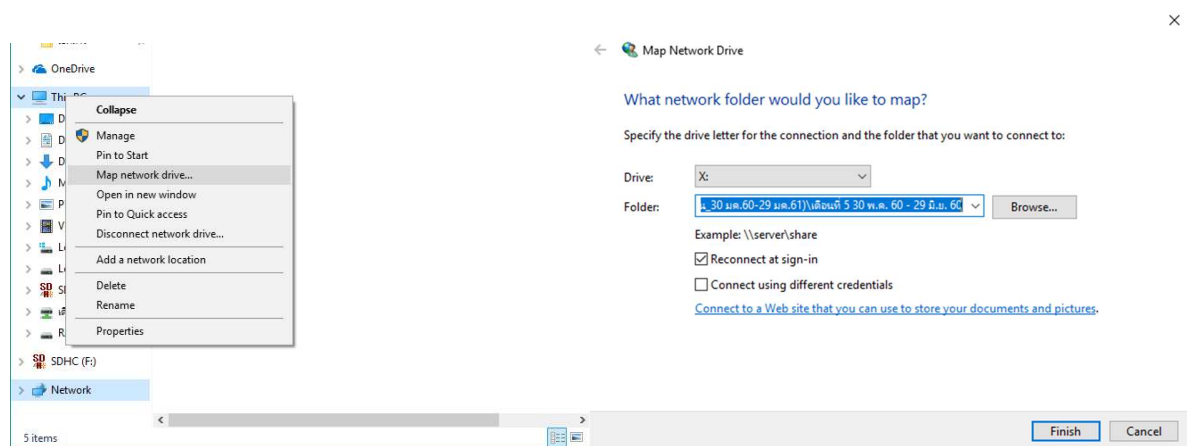 OneDrive
Collapse
Manage
Pin to Start
Map network drive...
Open in new window
Pin to Quick access
Disconnect network drive...
Add a network location
Delete
Rename
Properties
SDHC (F:)
Network
5 items
Map Network Drive
What network folder would you like to map?
Specify the drive letter for the connection and the folder that you want to connect to:
Drive: X:
Folder: น_30 มค.60-29 มค.61)\เดือนที่ 5 30 พ.ค. 60 - 29 มิ.ย. 60 Browse...
Example: \\server\share
Reconnect at sign-in
Connect using different credentials
Connect to a Web site that you can use to store your documents and pictures.
Finish Cancel